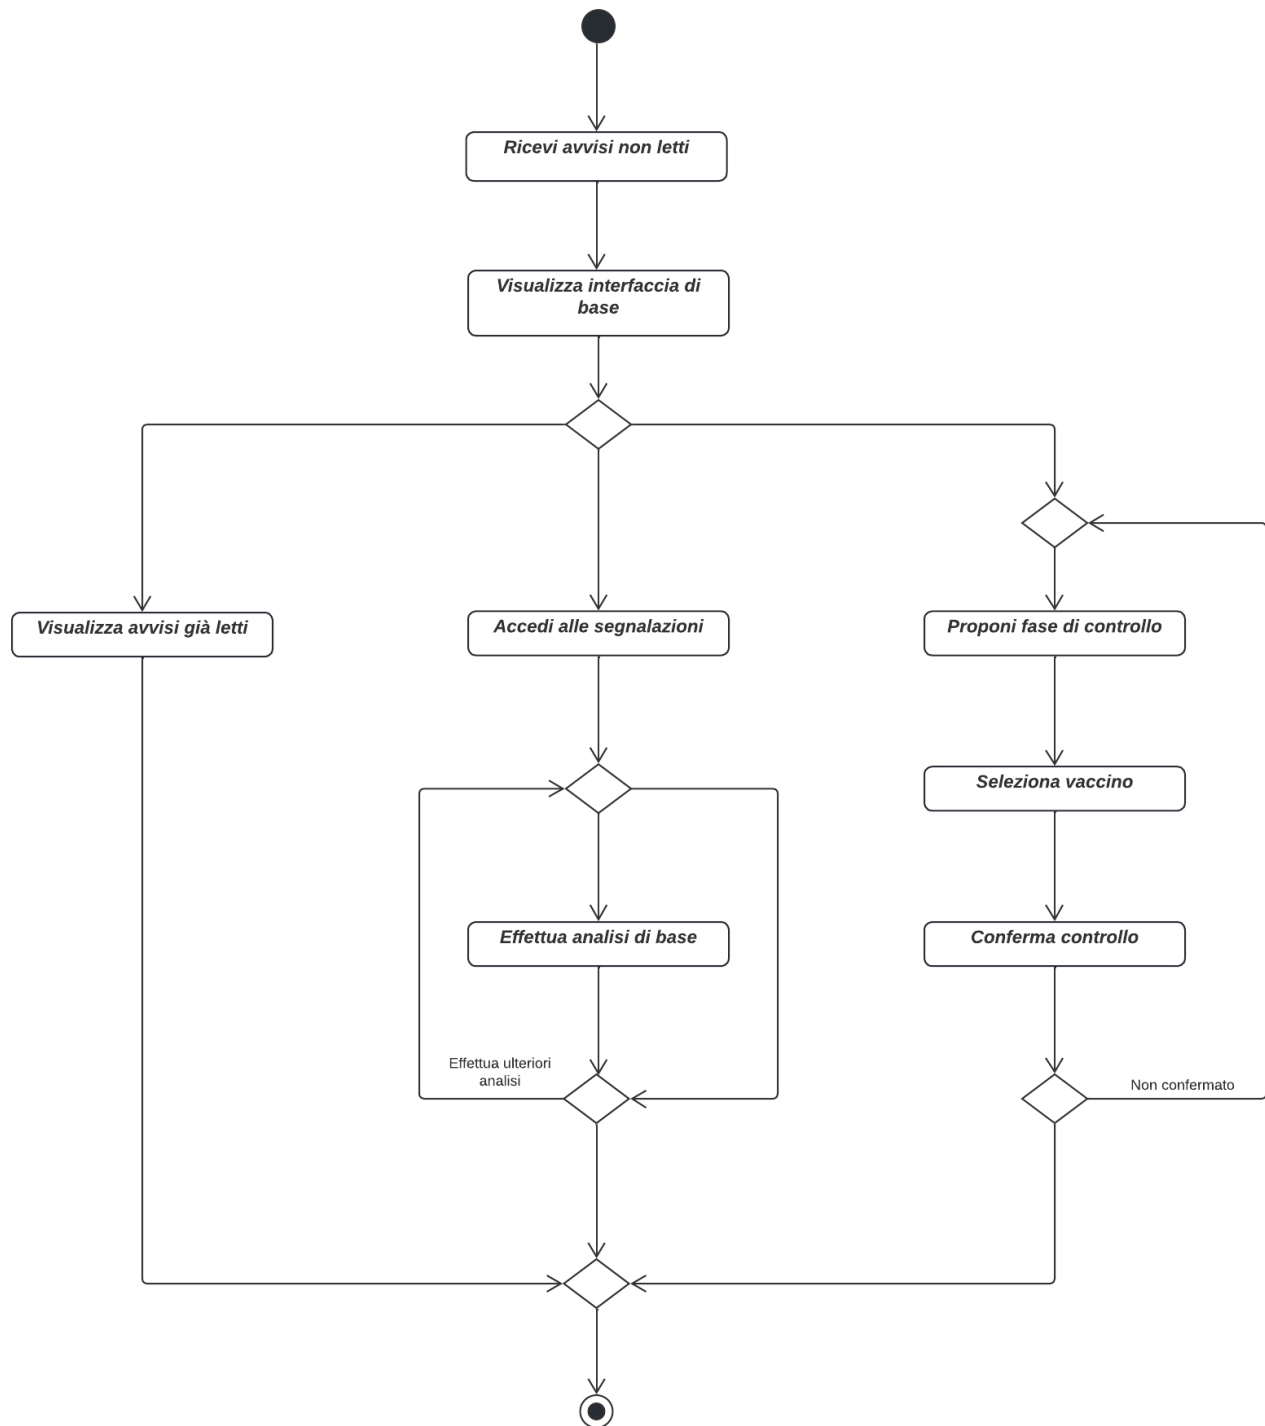 Ricevi avvisi non letti
Visualizza interfaccia di
base
Visualizza avvisi già letti
Accedi alle segnalazioni
Proponi fase di controllo
Seleziona vaccino
Effettua analisi di base
Conferma controllo
Effettua ulteriori
analisi
Non confermato